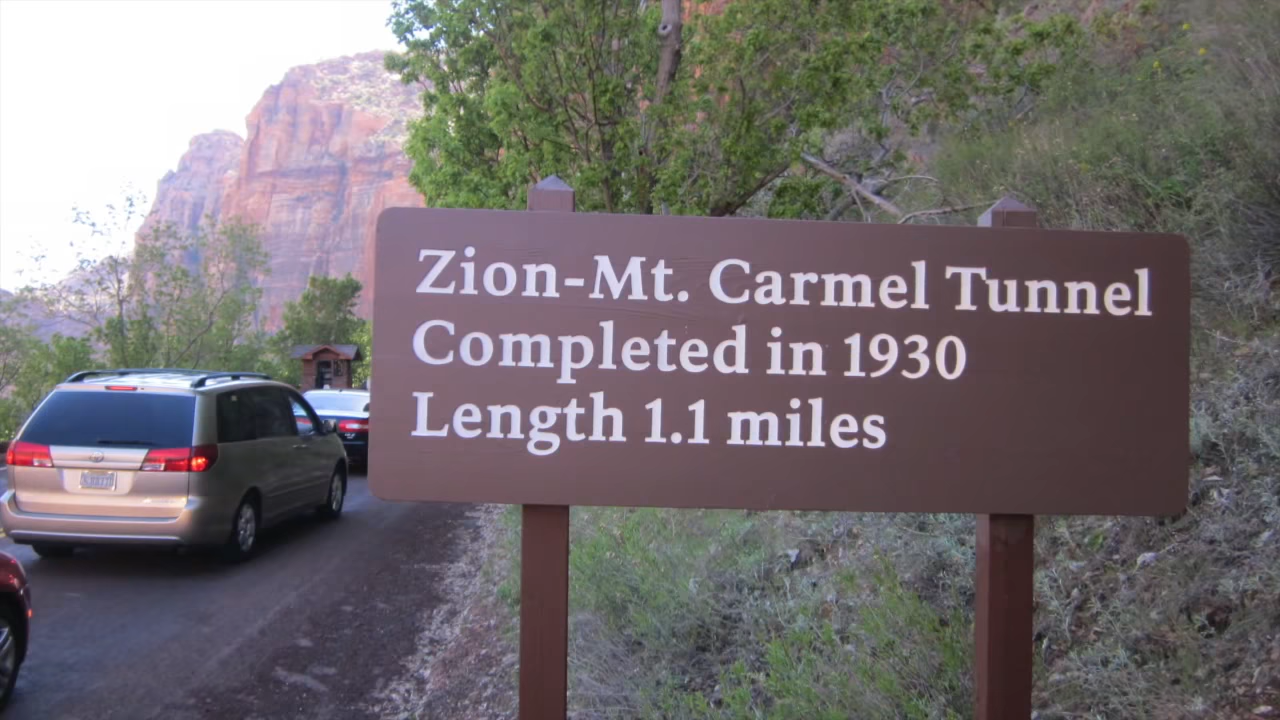 Zion-Mt. Carmel Tunnel
Completed in 1930
Length 1.1 miles